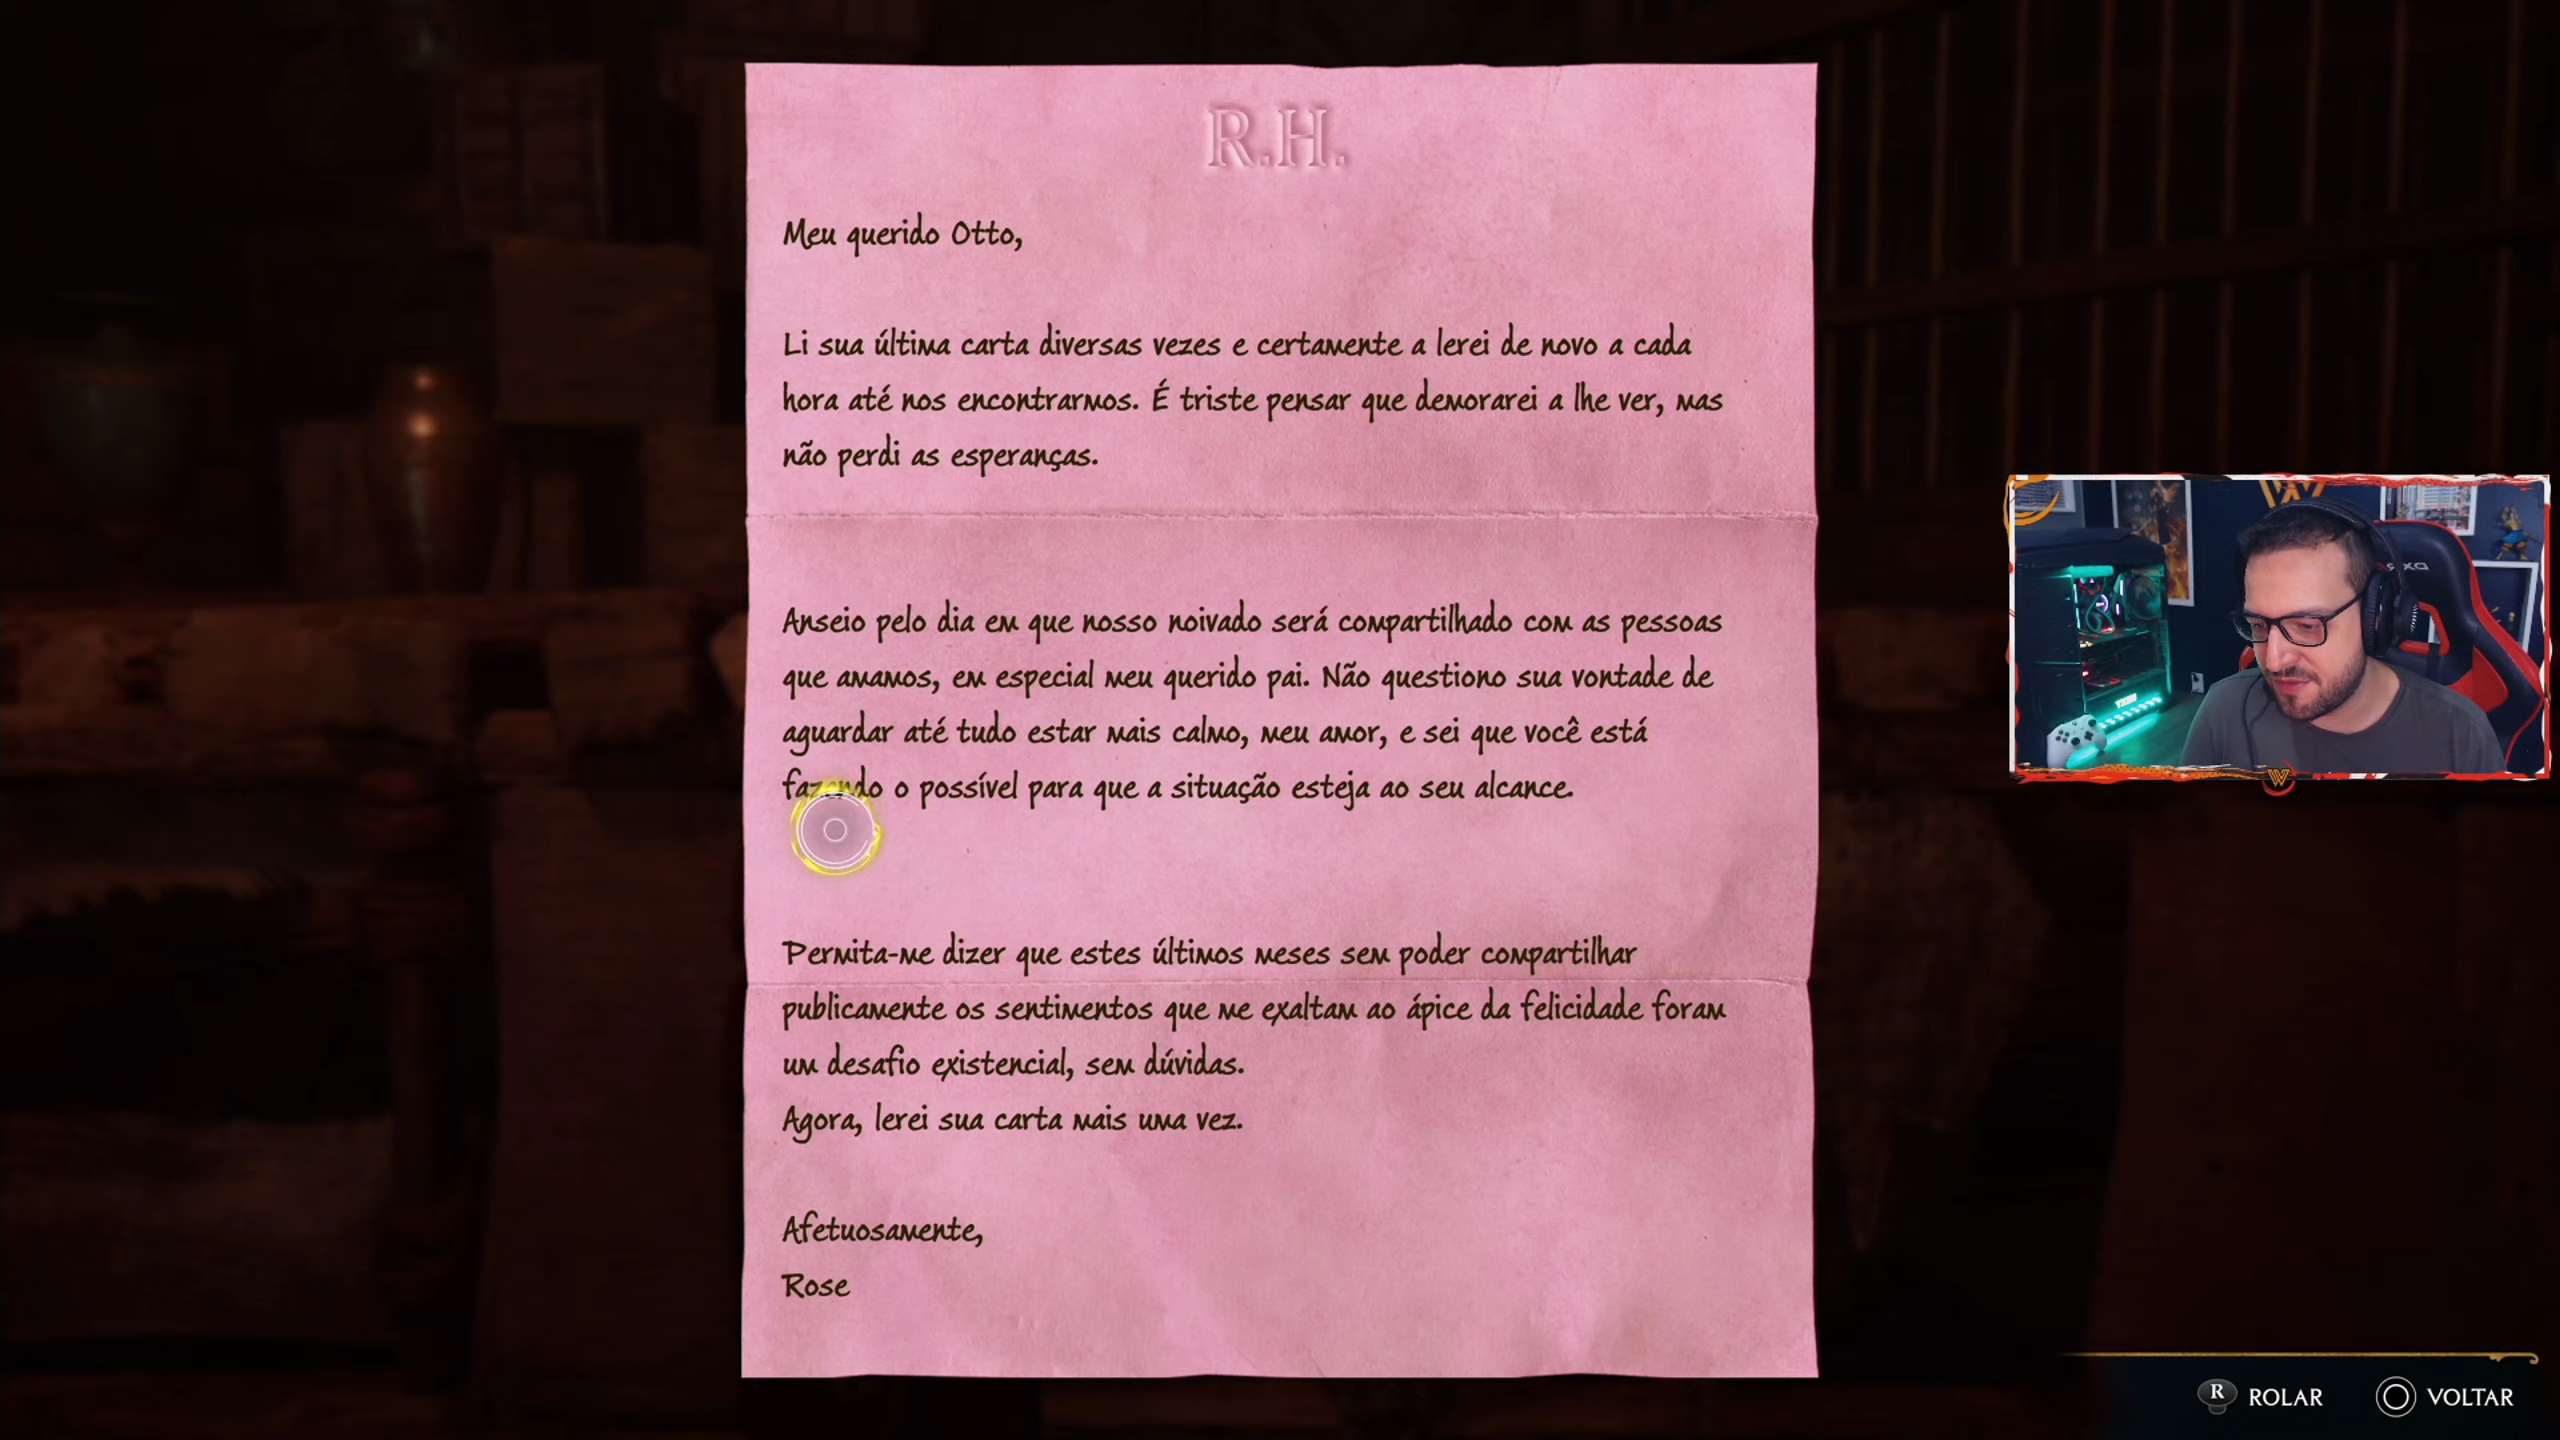 R.H.
Meu querido Otto,
Li sua última carta diversas vezes e certamente a lerei de novo a cada
hora até nos encontrarmos. É triste pensar que demorarei a lhe ver, mas
não perdi as esperanças.
Anseio pelo dia em que nosso noivado será compartilhado com as pessoas
que amamos, em especial meu querido pai. Não questiono sua vontade de
aguardar até tudo estar mais calmo, meu amor, e sei que você está
fazendo o possível para que a situação esteja ao seu alcance.
Permita-me dizer que estes últimos meses sem poder compartilhar
publicamente os sentimentos que me exaltam ao ápice da felicidade foram
um desafio existencial, sem dúvidas.
Agora, lerei sua carta mais uma vez.
Afetuosamente,
Rose
R ROLAR VOLTAR